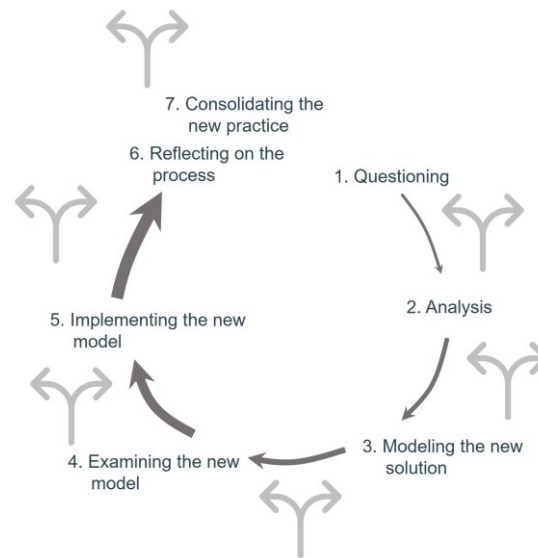 1. Questioning
2. Analysis
3. Modeling the new
solution
4. Examining the new
model
5. Implementing the new
model
6. Reflecting on the
process
7. Consolidating the
new practice